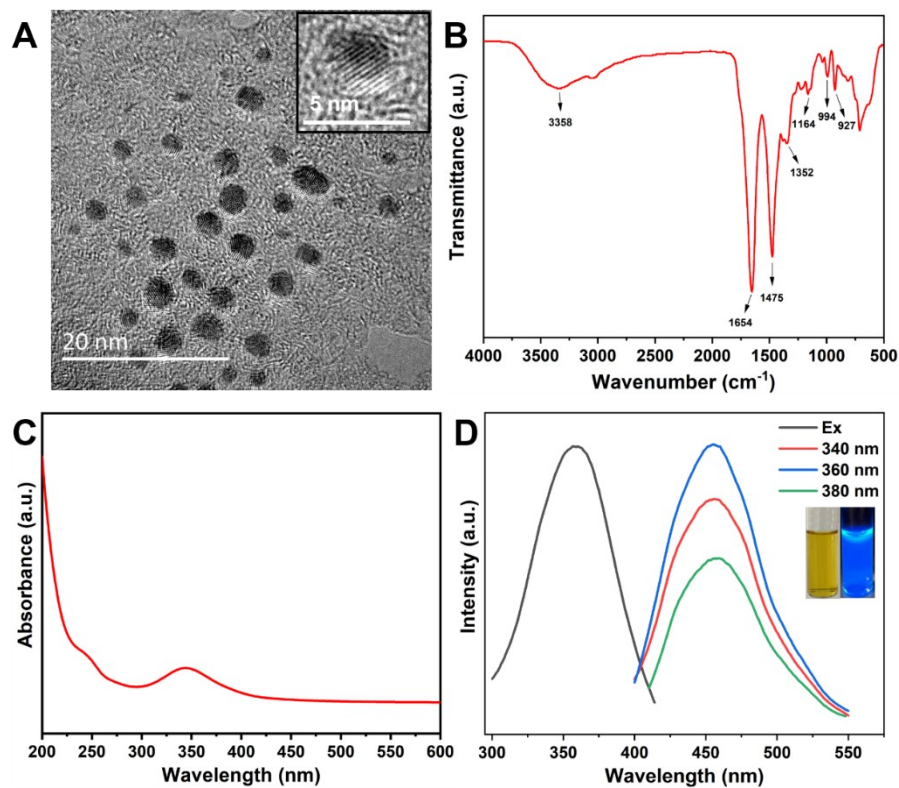 A
5 nm
20 nm
B
Transmittance (a.u.)
3358
1654
1475
1352
1164
994
927
4000 3500 3000 2500 2000 1500 1000 500
Wavenumber (cm⁻¹)
C
Absorbance (a.u.)
200 250 300 350 400 450 500 550 600
Wavelength (nm)
D
Intensity (a.u.)
Ex
340 nm
360 nm
380 nm
300 350 400 450 500 550
Wavelength (nm)